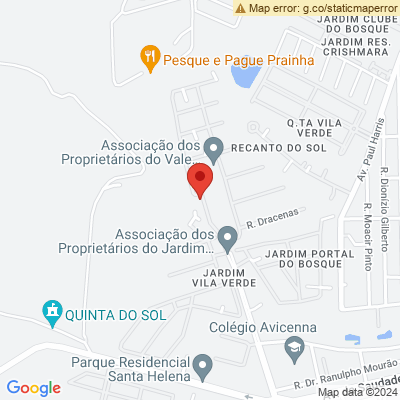 Map error: g.co/staticmaperror
JARDIM CLUBE
DO BOSQUE
JARDIM RES.
CRISHMARA
Pesque e Pague Prainha
Q.TA VILA
VERDE
Av. Paul Harris
Associação dos
Proprietários do Vale...
RECANTO DO SOL
R. Dionízio Gilberto
R. Moacir Pinto
R. Dracenas
Associação dos
Proprietários do Jardim...
JARDIM PORTAL
DO BOSQUE
JARDIM
VILA VERDE
QUINTA DO SOL
Colégio Avicenna
Parque Residencial
Santa Helena
R. Dr. Ranulpho Mourão
Saudade
Google
Map data ©2024